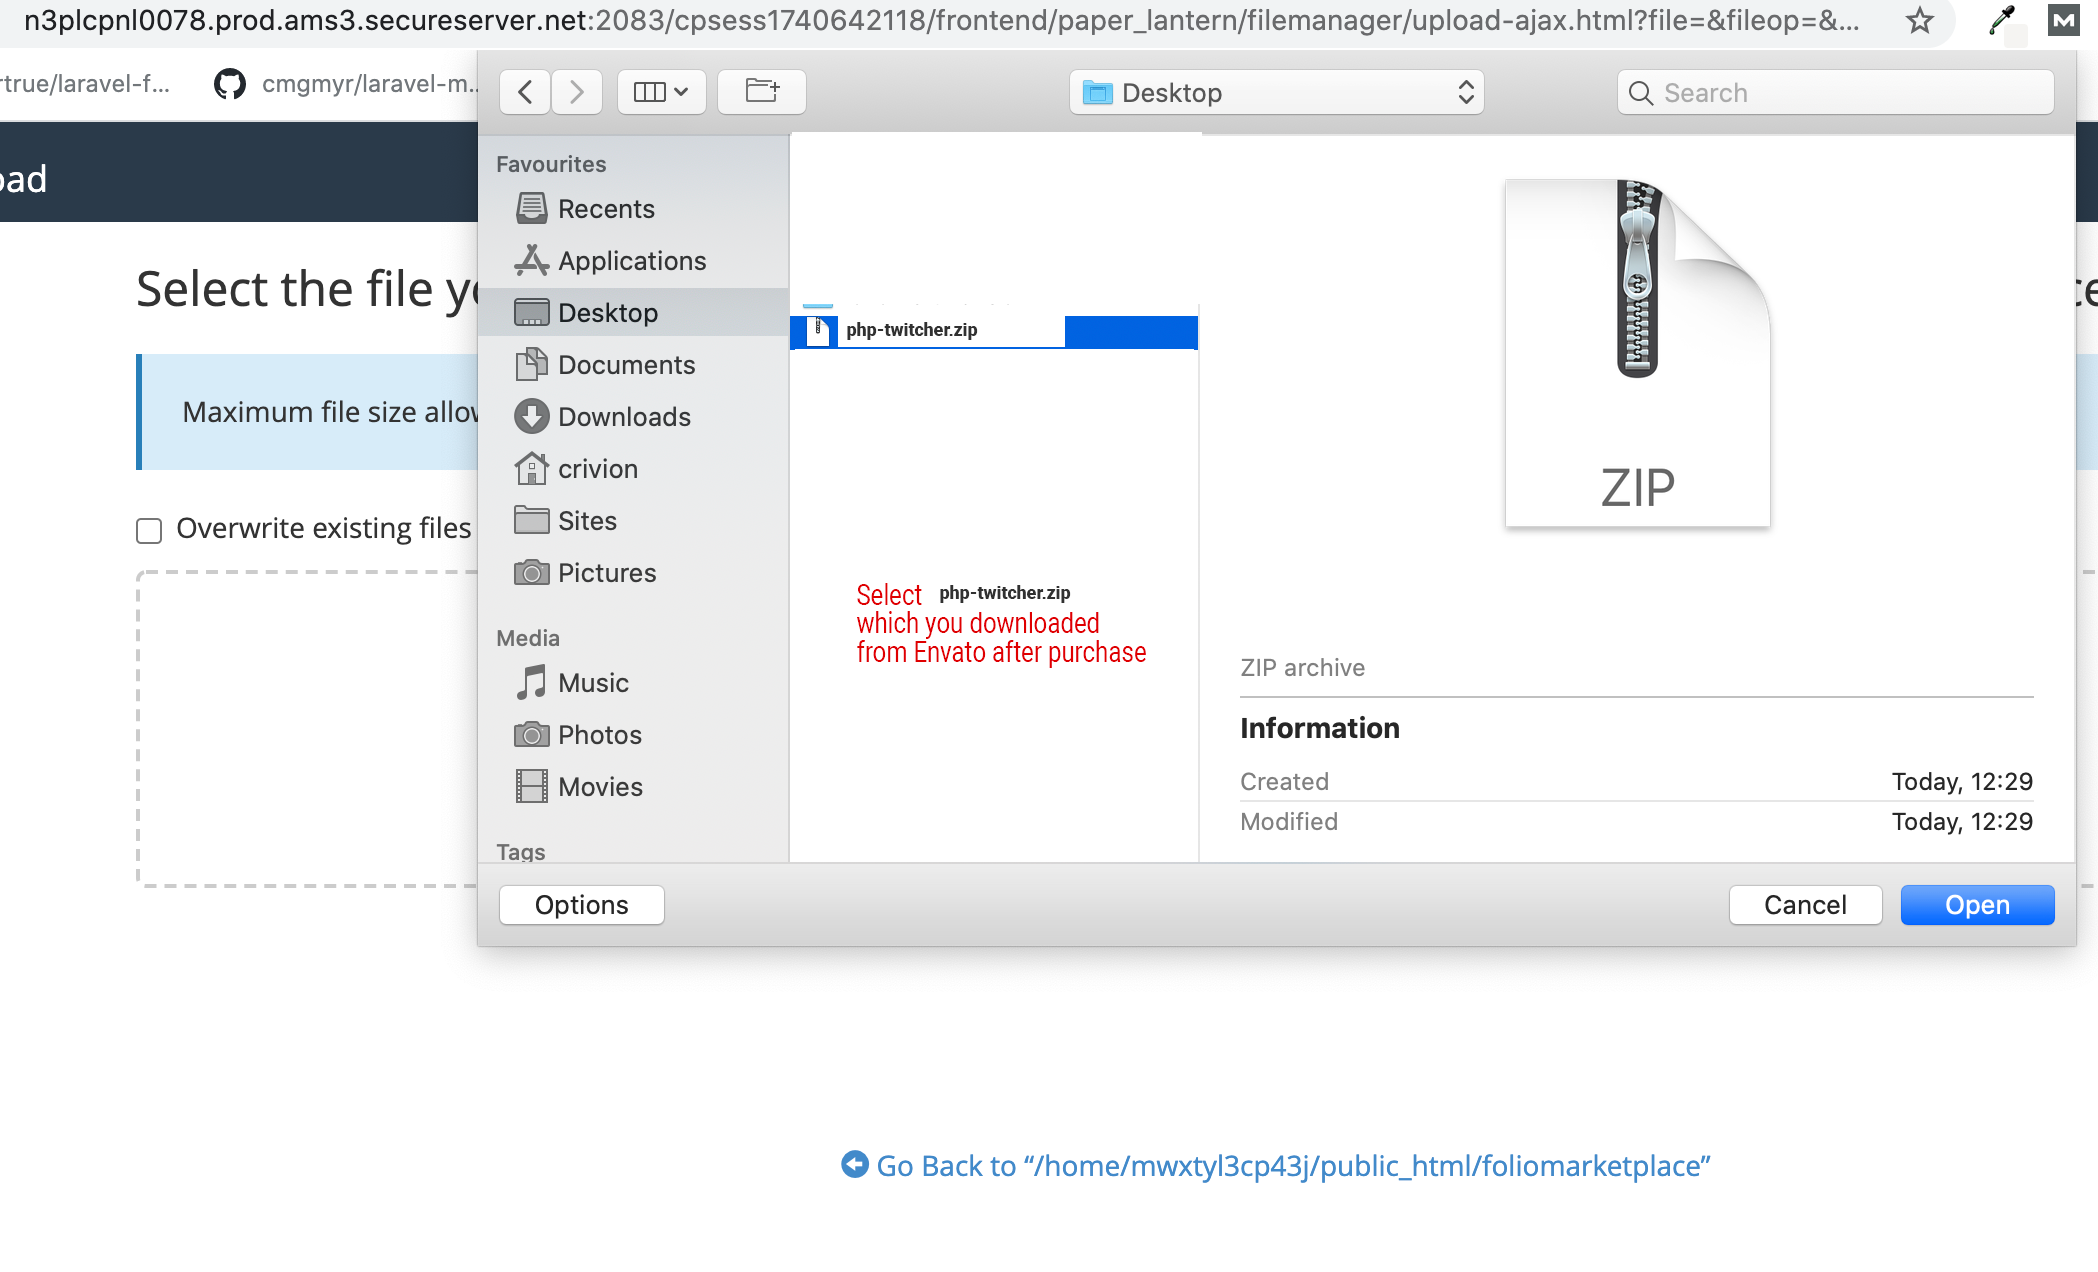 n3plcpnl0078.prod.ams3.secureserver.net:2083/cpsess1740642118/frontend/paper_lantern/filemanager/upload-ajax.html?file=&fileop=&...
rtrue/laravel-f...
cmgmyr/laravel-m...
Desktop
Search
oad
Favourites
Recents
Applications
Desktop
Documents
Downloads
crivion
Sites
Pictures
Media
Music
Photos
Movies
Tags
Select the file yo
Maximum file size allow
Overwrite existing files
php-twitcher.zip
Select php-twitcher.zip
which you downloaded
from Envato after purchase
ZIP
ZIP archive
Information
Created Today, 12:29
Modified Today, 12:29
Options
Cancel
Open
Go Back to “/home/mwxtyl3cp43j/public_html/foliomarketplace”